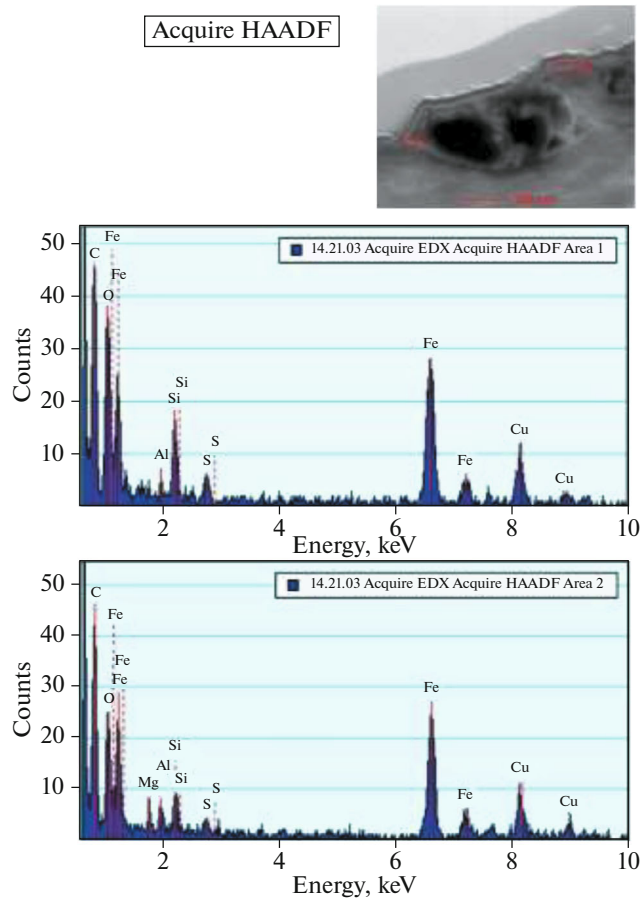 Acquire HAADF
50
40
30
20
10
Counts
C
Fe
Fe
O
Si
Si
Al
S
S
Fe
Fe
Cu
Cu
14.21.03 Acquire EDX Acquire HAADF Area 1
2 4 6 8 10
Energy, keV
50
40
30
20
10
Counts
C
Fe
Fe
Fe
O
Si
Mg
Al
Si
S
S
Fe
Fe
Cu
Cu
14.21.03 Acquire EDX Acquire HAADF Area 2
2 4 6 8 10
Energy, keV